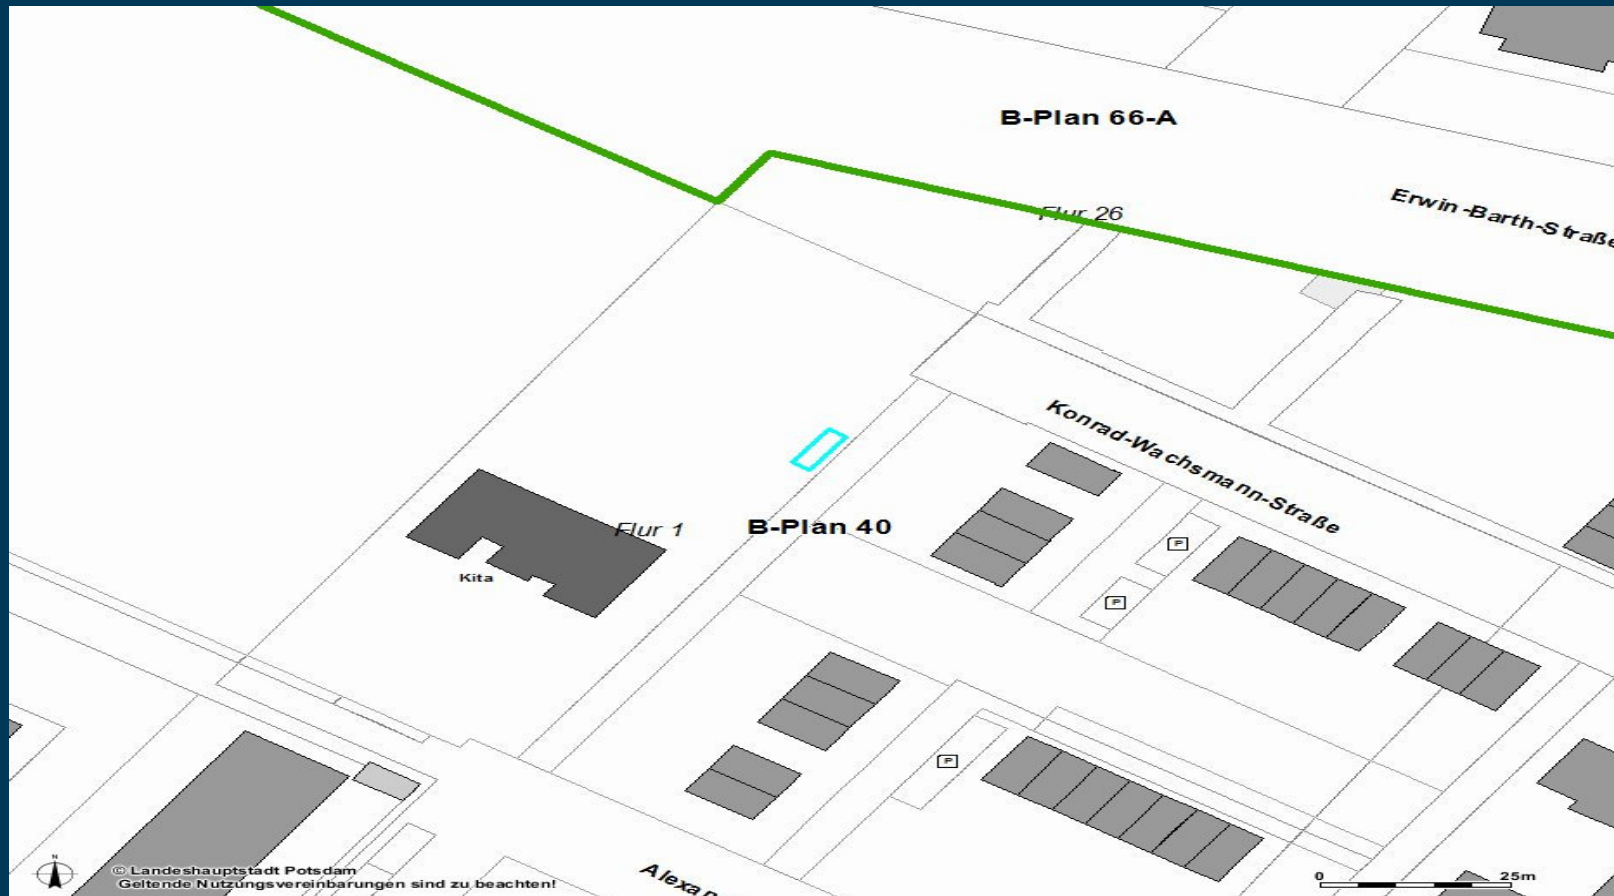 B-Plan 66-A
Erwin-Barth-Straße
Flur 26
Konrad-Wachsmann-Straße
Flur 1
B-Plan 40
P
Kita
P
P
N
© Landeshauptstadt Potsdam
Geltende Nutzungsvereinbarungen sind zu beachten!
Alexan
0 25m